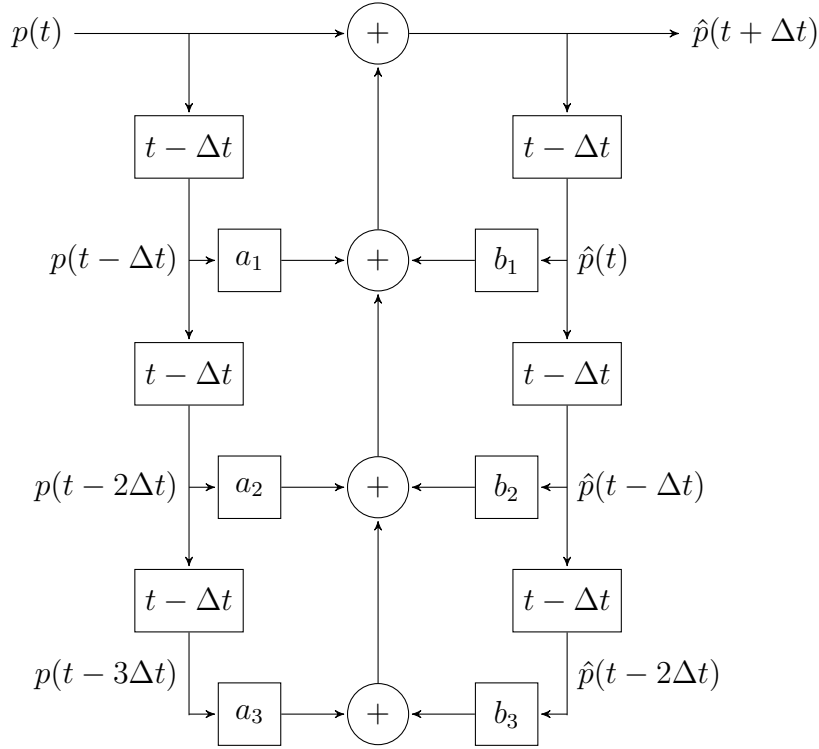 p(t) + p̂(t + Δt)
t − Δt t − Δt
p(t − Δt) a₁ + b₁ p̂(t)
t − Δt t − Δt
p(t − 2Δt) a₂ + b₂ p̂(t − Δt)
t − Δt t − Δt
p(t − 3Δt) p̂(t − 2Δt)
a₃ + b₃